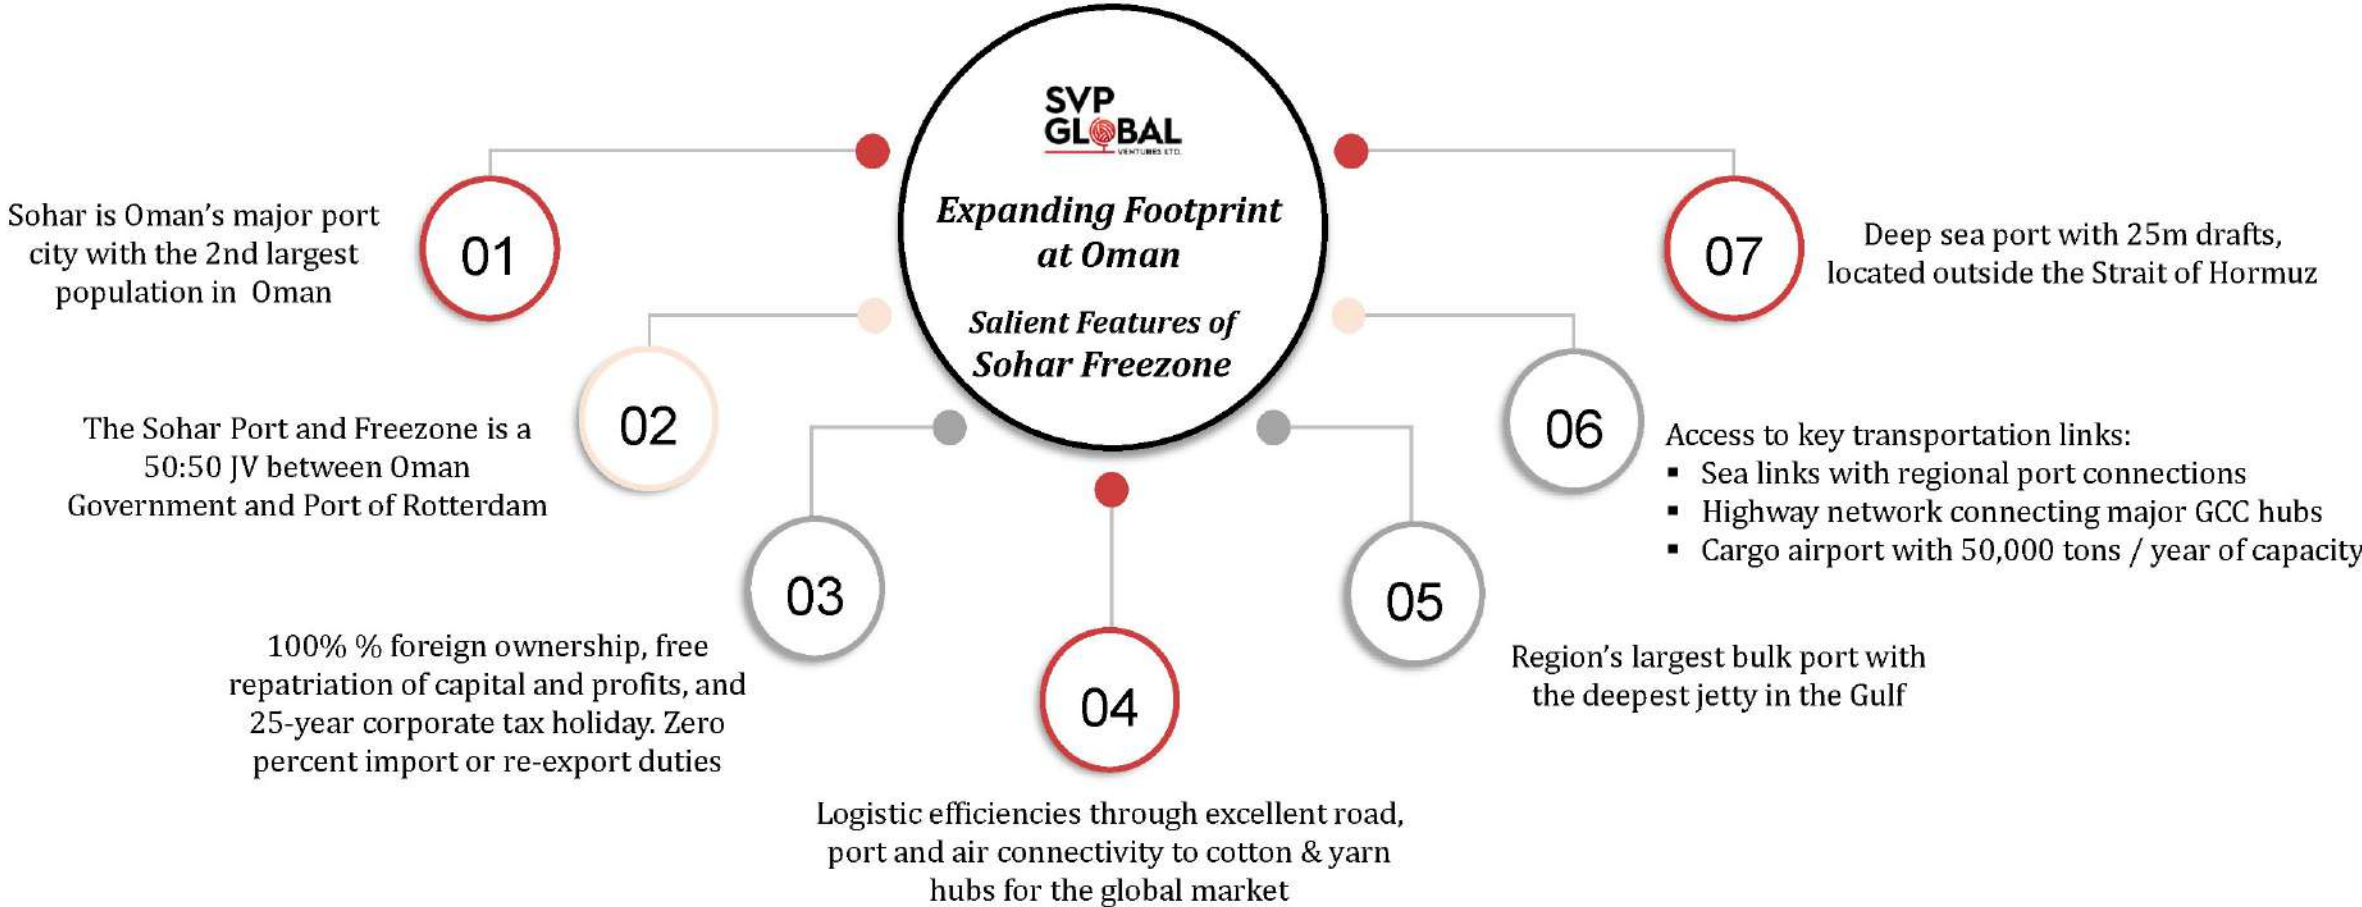 SVP
GLOBAL
VENTURES LTD.
Expanding Footprint
at Oman
Salient Features of
Sohar Freezone
01
Sohar is Oman's major port
city with the 2nd largest
population in Oman
02
The Sohar Port and Freezone is a
50:50 JV between Oman
Government and Port of Rotterdam
03
100% % foreign ownership, free
repatriation of capital and profits, and
25-year corporate tax holiday. Zero
percent import or re-export duties
04
Logistic efficiencies through excellent road,
port and air connectivity to cotton & yarn
hubs for the global market
05
Region's largest bulk port with
the deepest jetty in the Gulf
06
Access to key transportation links:
▪ Sea links with regional port connections
▪ Highway network connecting major GCC hubs
▪ Cargo airport with 50,000 tons / year of capacity
07
Deep sea port with 25m drafts,
located outside the Strait of Hormuz